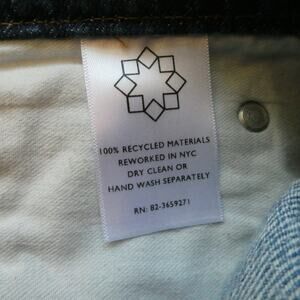 100% RECYCLED MATERIALS
REWORKED IN NYC
DRY CLEAN OR
HAND WASH SEPARATELY
RN: 82-3659271